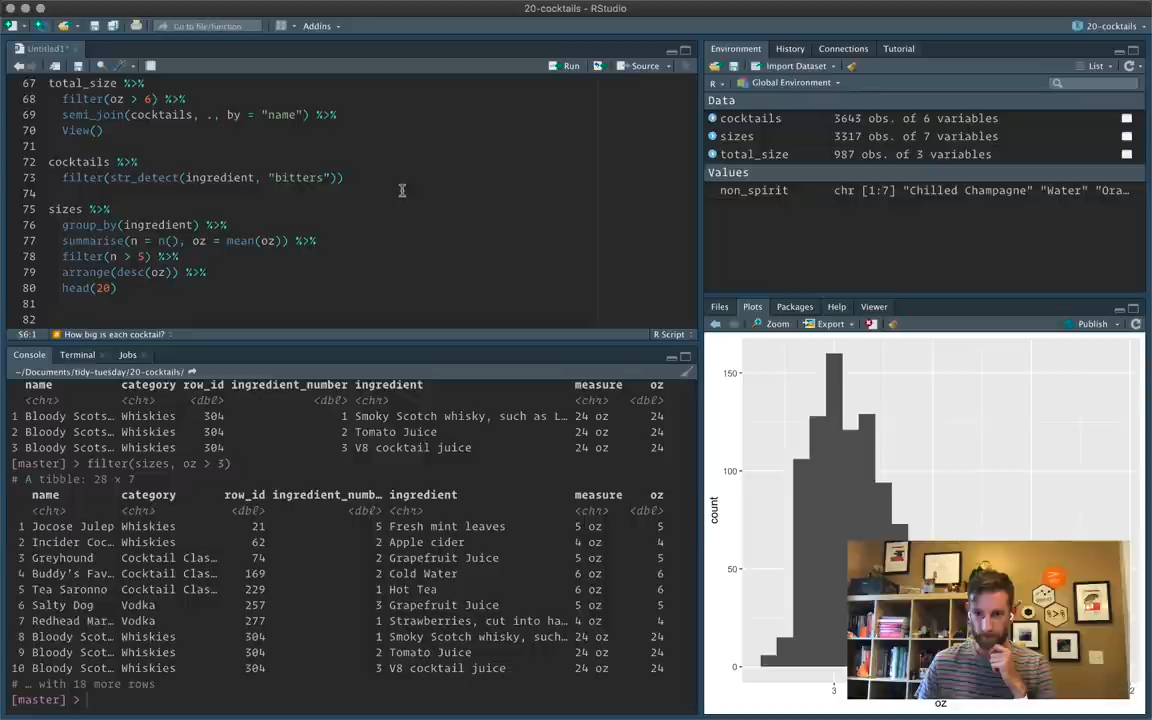 20-cocktails - RStudio
Go to file/function
Addins
20-cocktails
Untitled1*
Run
Source
67 total_size %>%
68 filter(oz > 6) %>%
69 semi_join(cocktails, ., by = "name") %>%
70 View()
71
72 cocktails %>%
73 filter(str_detect(ingredient, "bitters"))
74
75 sizes %>%
76 group_by(ingredient) %>%
77 summarise(n = n(), oz = mean(oz)) %>%
78 filter(n > 5) %>%
79 arrange(desc(oz)) %>%
80 head(20)
81
82
56:1 How big is each cocktail? R Script
Console Terminal Jobs
~/Documents/tidy-tuesday/20-cocktails/
name category row_id ingredient_number ingredient measure oz
<chr> <chr> <dbl> <dbl> <chr> <chr> <dbl>
1 Bloody Scots… Whiskies 304 1 Smoky Scotch whisky, such as L… 24 oz 24
2 Bloody Scots… Whiskies 304 2 Tomato Juice 24 oz 24
3 Bloody Scots… Whiskies 304 3 V8 cocktail juice 24 oz 24
[master] > filter(sizes, oz > 3)
# A tibble: 28 x 7
name category row_id ingredient_numb… ingredient measure oz
<chr> <chr> <dbl> <dbl> <chr> <chr> <dbl>
1 Jocose Julep Whiskies 21 5 Fresh mint leaves 5 oz 5
2 Incider Coc… Whiskies 62 2 Apple cider 4 oz 4
3 Greyhound Cocktail Clas… 74 2 Grapefruit Juice 5 oz 5
4 Buddy's Fav… Cocktail Clas… 169 2 Cold Water 6 oz 6
5 Tea Saronno Cocktail Clas… 229 1 Hot Tea 6 oz 6
6 Salty Dog Vodka 257 3 Grapefruit Juice 5 oz 5
7 Redhead Mar… Vodka 277 1 Strawberries, cut into ha… 4 oz 4
8 Bloody Scot… Whiskies 304 1 Smoky Scotch whisky, such… 24 oz 24
9 Bloody Scot… Whiskies 304 2 Tomato Juice 24 oz 24
10 Bloody Scot… Whiskies 304 3 V8 cocktail juice 24 oz 24
# … with 18 more rows
[master] >
Environment History Connections Tutorial
Import Dataset List
R Global Environment
Data
cocktails 3643 obs. of 6 variables
sizes 3317 obs. of 7 variables
total_size 987 obs. of 3 variables
Values
non_spirit chr [1:7] "Chilled Champagne" "Water" "Ora…
Files Plots Packages Help Viewer
Zoom Export Publish
150
100
50
0
count
3
oz